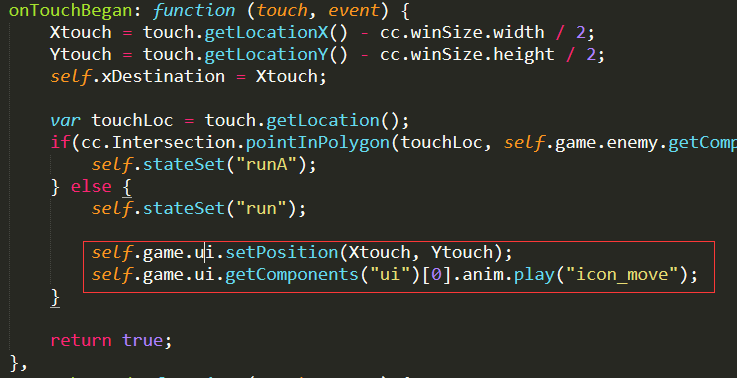 onTouchBegan: function (touch, event) {
Xtouch = touch.getLocationX() - cc.winSize.width / 2;
Ytouch = touch.getLocationY() - cc.winSize.height / 2;
self.xDestination = Xtouch;
var touchLoc = touch.getLocation();
if(cc.Intersection.pointInPolygon(touchLoc, self.game.enemy.getComp
self.stateSet("runA");
} else {
self.stateSet("run");
self.game.ui.setPosition(Xtouch, Ytouch);
self.game.ui.getComponents("ui")[0].anim.play("icon_move");
}
return true;
},